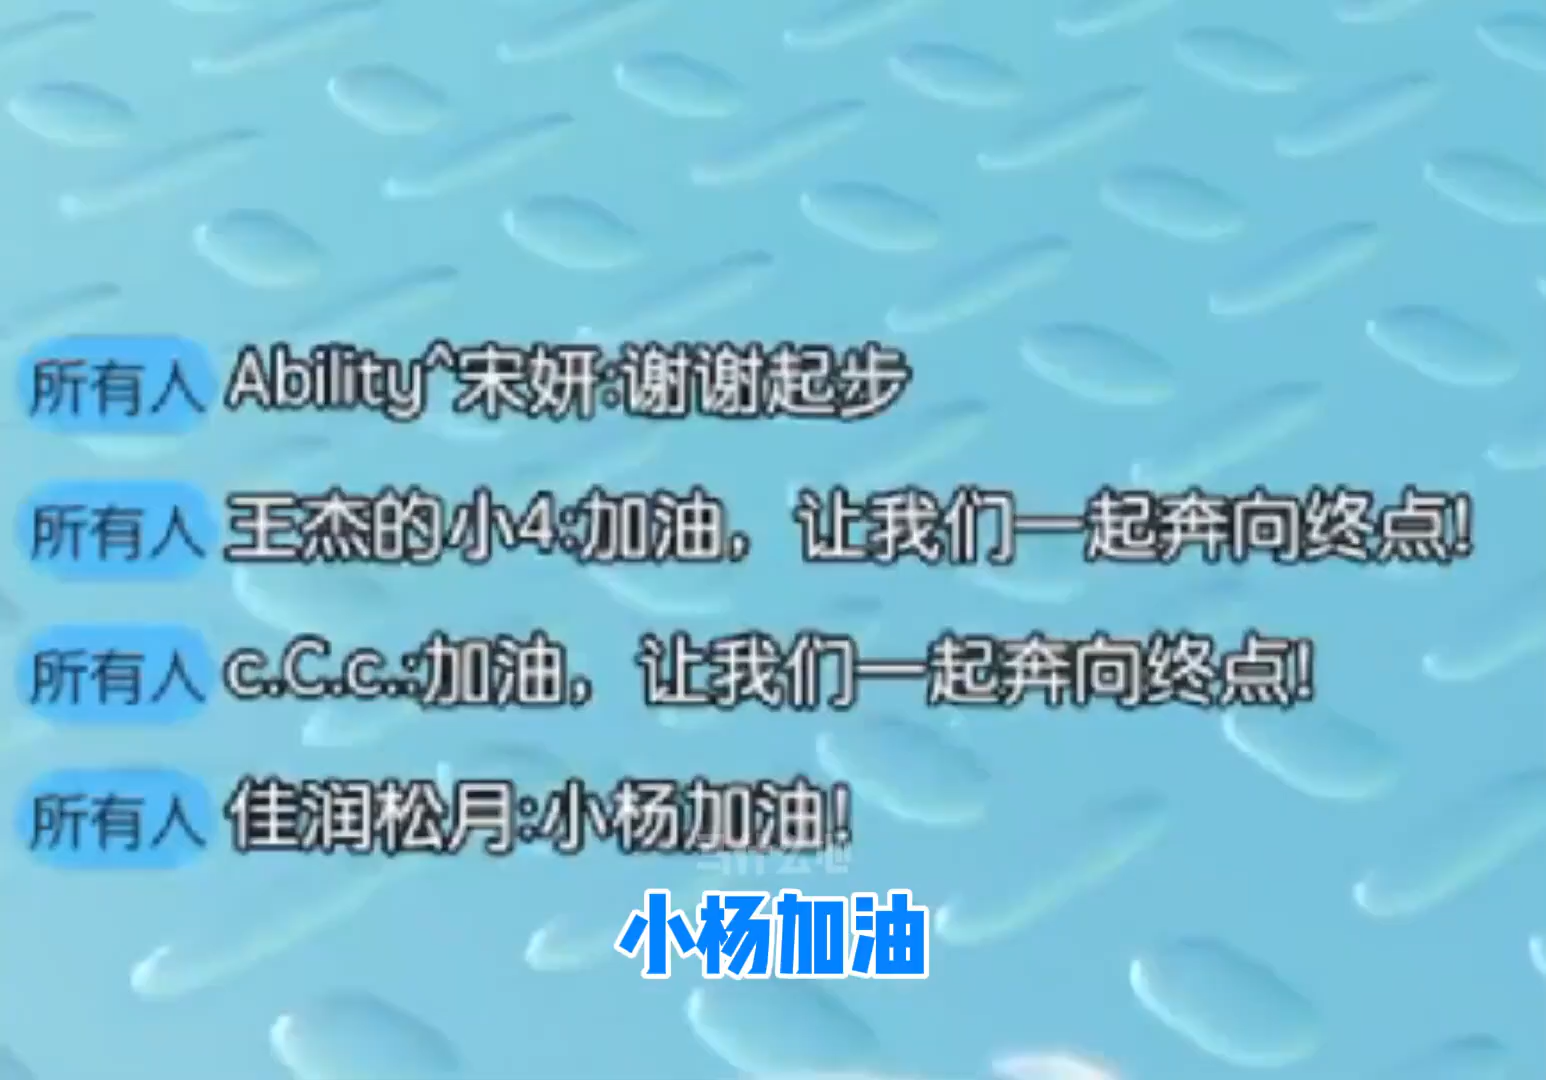 所有人 Ability^宋妍:谢谢起步
所有人 王杰的小4:加油，让我们一起奔向终点!
所有人 c.C.c.:加油，让我们一起奔向终点!
所有人 佳润松月:小杨加油!
小杨加油